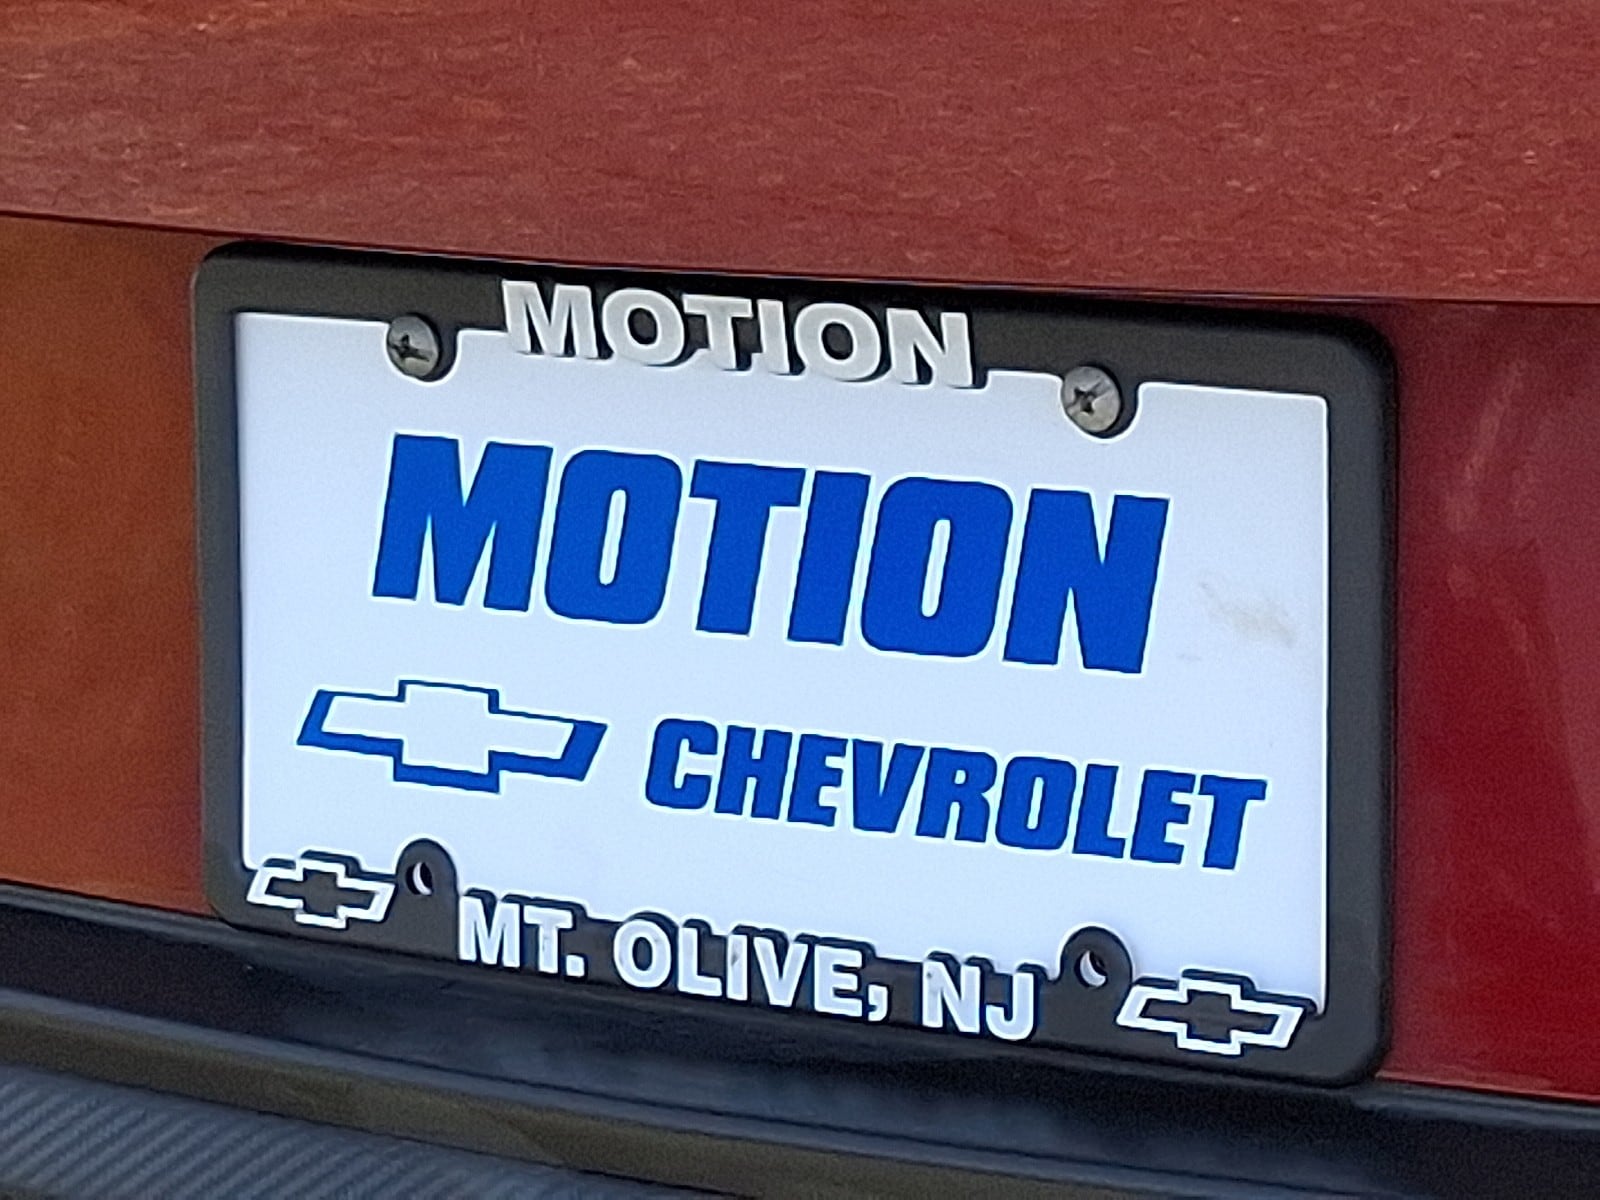 MOTION
MOTION
CHEVROLET
MT. OLIVE, NJ